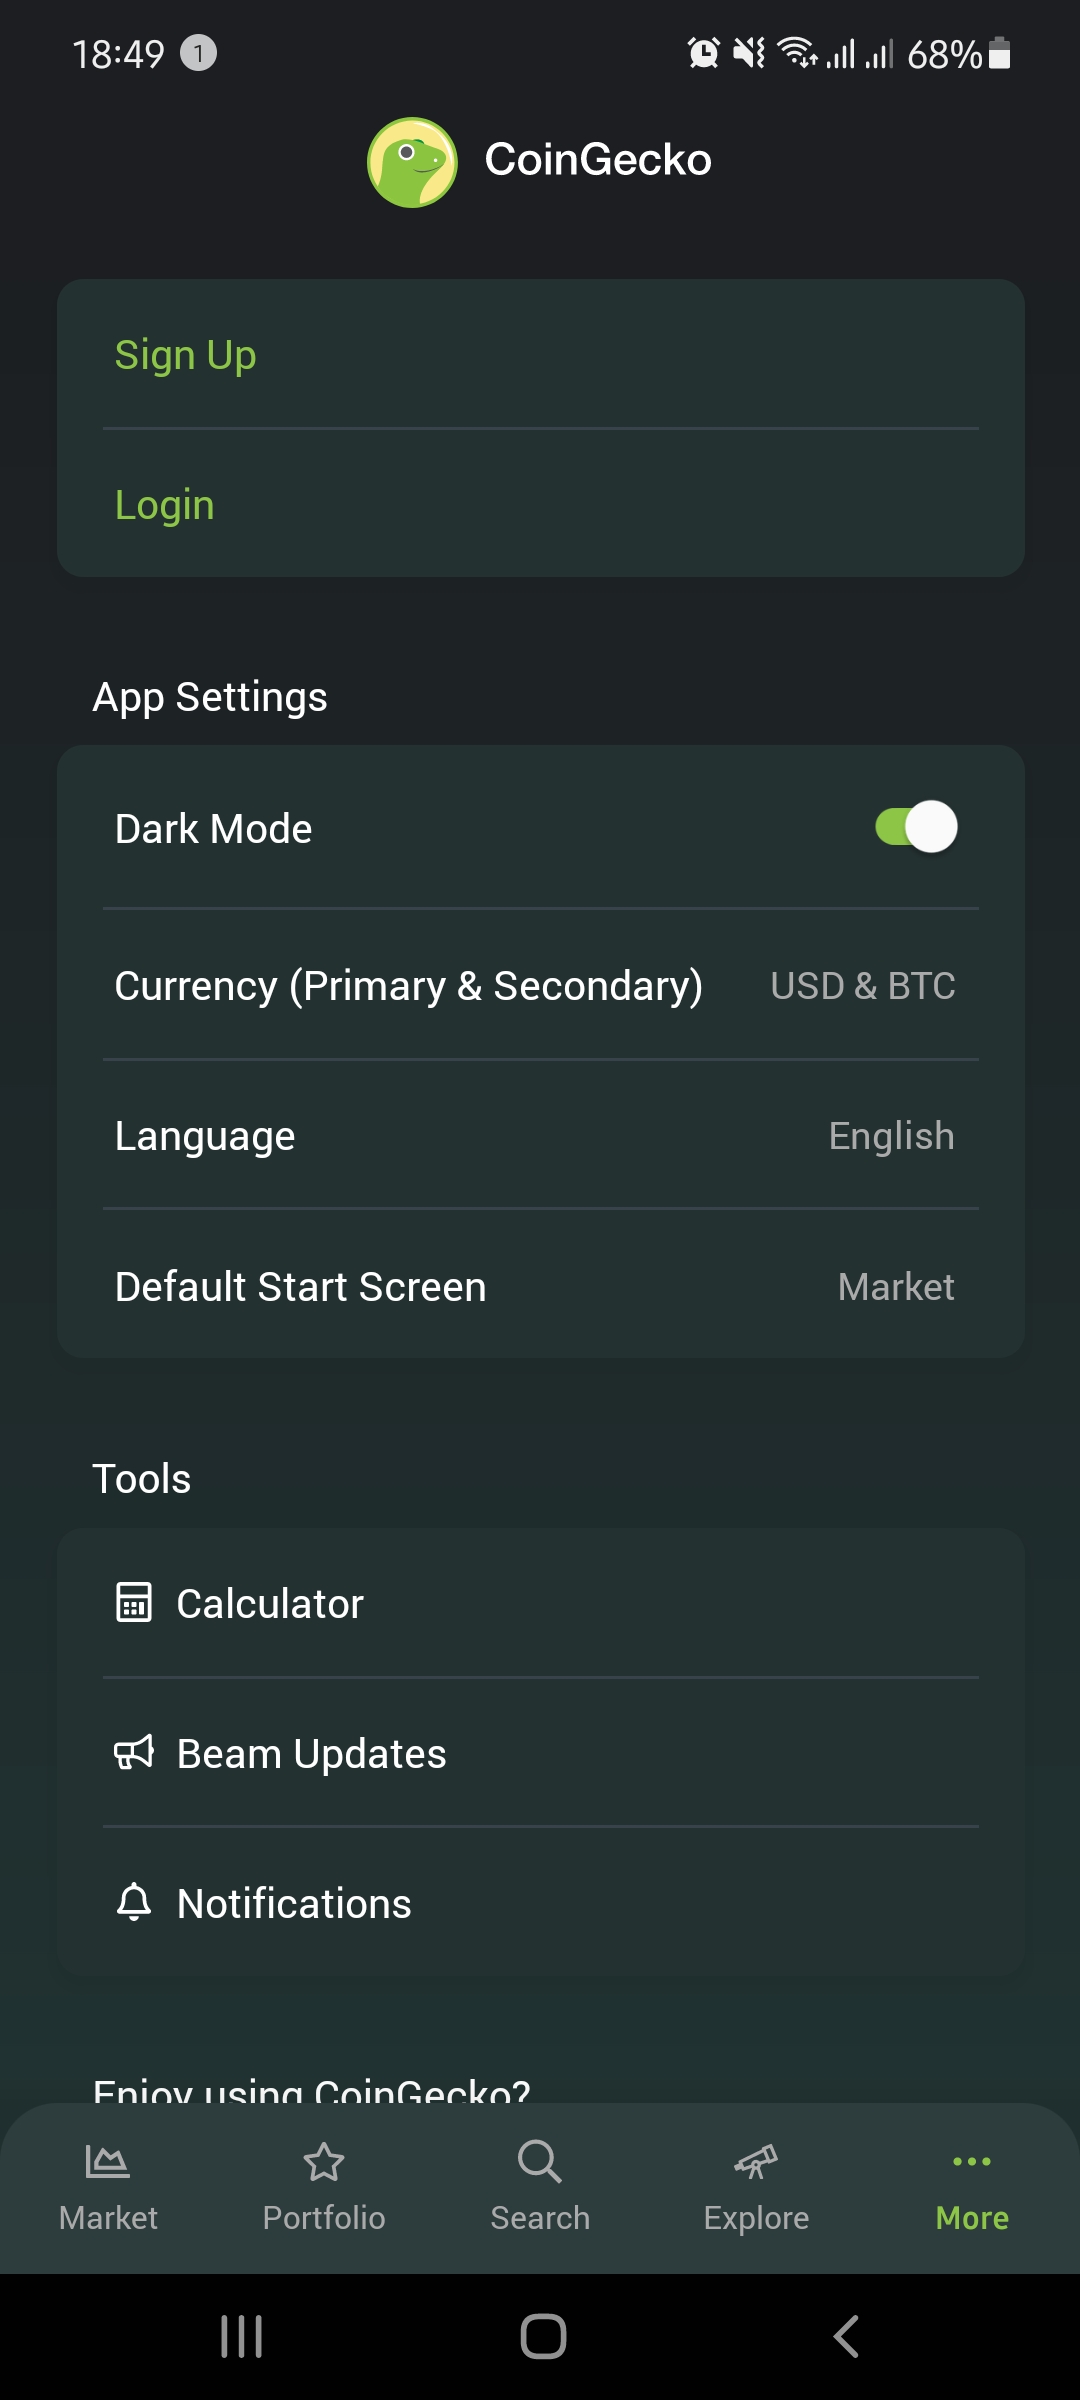 18:49 1 68%
CoinGecko
Sign Up
Login
App Settings
Dark Mode
Currency (Primary & Secondary) USD & BTC
Language English
Default Start Screen Market
Tools
Calculator
Beam Updates
Notifications
Enjoy using CoinGecko?
Market Portfolio Search Explore More